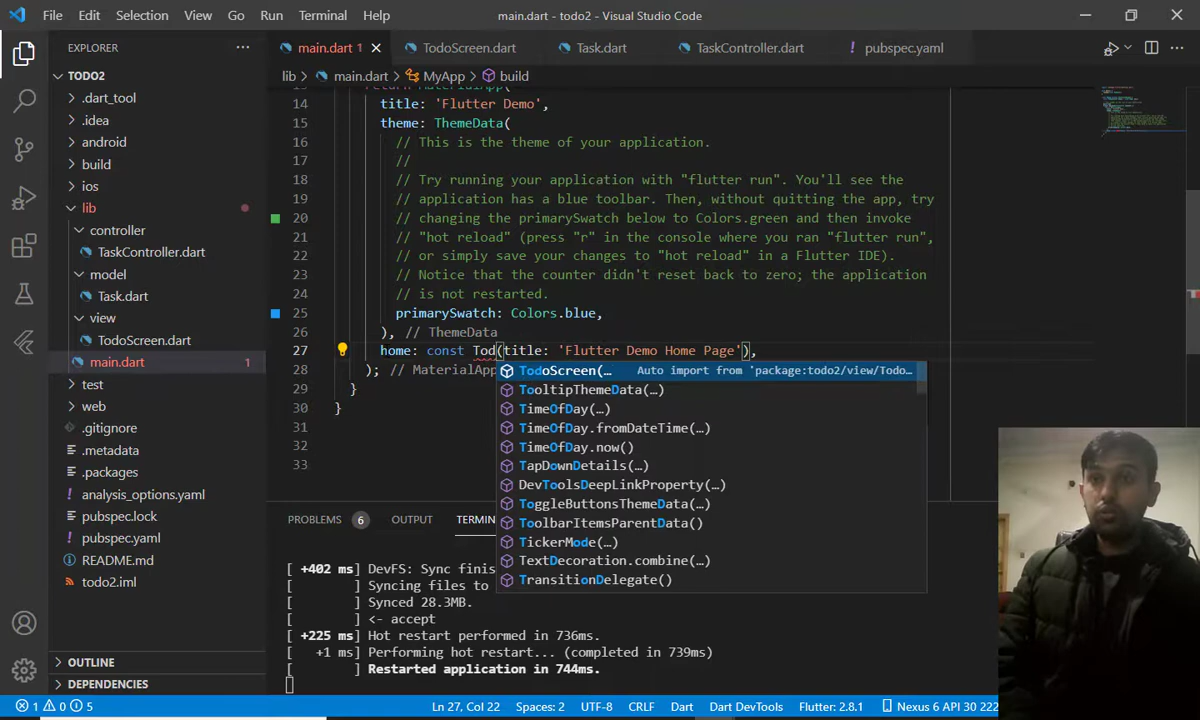 File Edit Selection View Go Run Terminal Help main.dart - todo2 - Visual Studio Code
EXPLORER
TODO2
.dart_tool
.idea
android
build
ios
lib
controller
TaskController.dart
model
Task.dart
view
TodoScreen.dart
main.dart 1
test
web
.gitignore
.metadata
.packages
analysis_options.yaml
pubspec.lock
pubspec.yaml
README.md
todo2.iml
OUTLINE
DEPENDENCIES
main.dart 1 TodoScreen.dart Task.dart TaskController.dart pubspec.yaml
lib > main.dart > MyApp > build
14 title: 'Flutter Demo',
15 theme: ThemeData(
16 // This is the theme of your application.
17 //
18 // Try running your application with "flutter run". You'll see the
19 // application has a blue toolbar. Then, without quitting the app, try
20 // changing the primarySwatch below to Colors.green and then invoke
21 // "hot reload" (press "r" in the console where you ran "flutter run",
22 // or simply save your changes to "hot reload" in a Flutter IDE).
23 // Notice that the counter didn't reset back to zero; the application
24 // is not restarted.
25 primarySwatch: Colors.blue,
26 ), // ThemeData
27 home: const Tod(title: 'Flutter Demo Home Page'),
28 ); // MaterialApp
29 }
30 }
31
32
33
TodoScreen(… Auto import from 'package:todo2/view/Todo…
TooltipThemeData(…)
TimeOfDay(…)
TimeOfDay.fromDateTime(…)
TimeOfDay.now()
TapDownDetails(…)
DevToolsDeepLinkProperty(…)
ToggleButtonsThemeData(…)
ToolbarItemsParentData()
TickerMode(…)
TextDecoration.combine(…)
TransitionDelegate()
PROBLEMS 6 OUTPUT
[ +402 ms] DevFS: Sync finis
[ ] Syncing files to
[ ] Synced 28.3MB.
[ ] <- accept
[ +225 ms] Hot restart performed in 736ms.
[ +1 ms] Performing hot restart... (completed in 739ms)
[ ] Restarted application in 744ms.
1 0 5 Ln 27, Col 22 Spaces: 2 UTF-8 CRLF Dart Dart DevTools Flutter: 2.8.1 Nexus 6 API 30 222